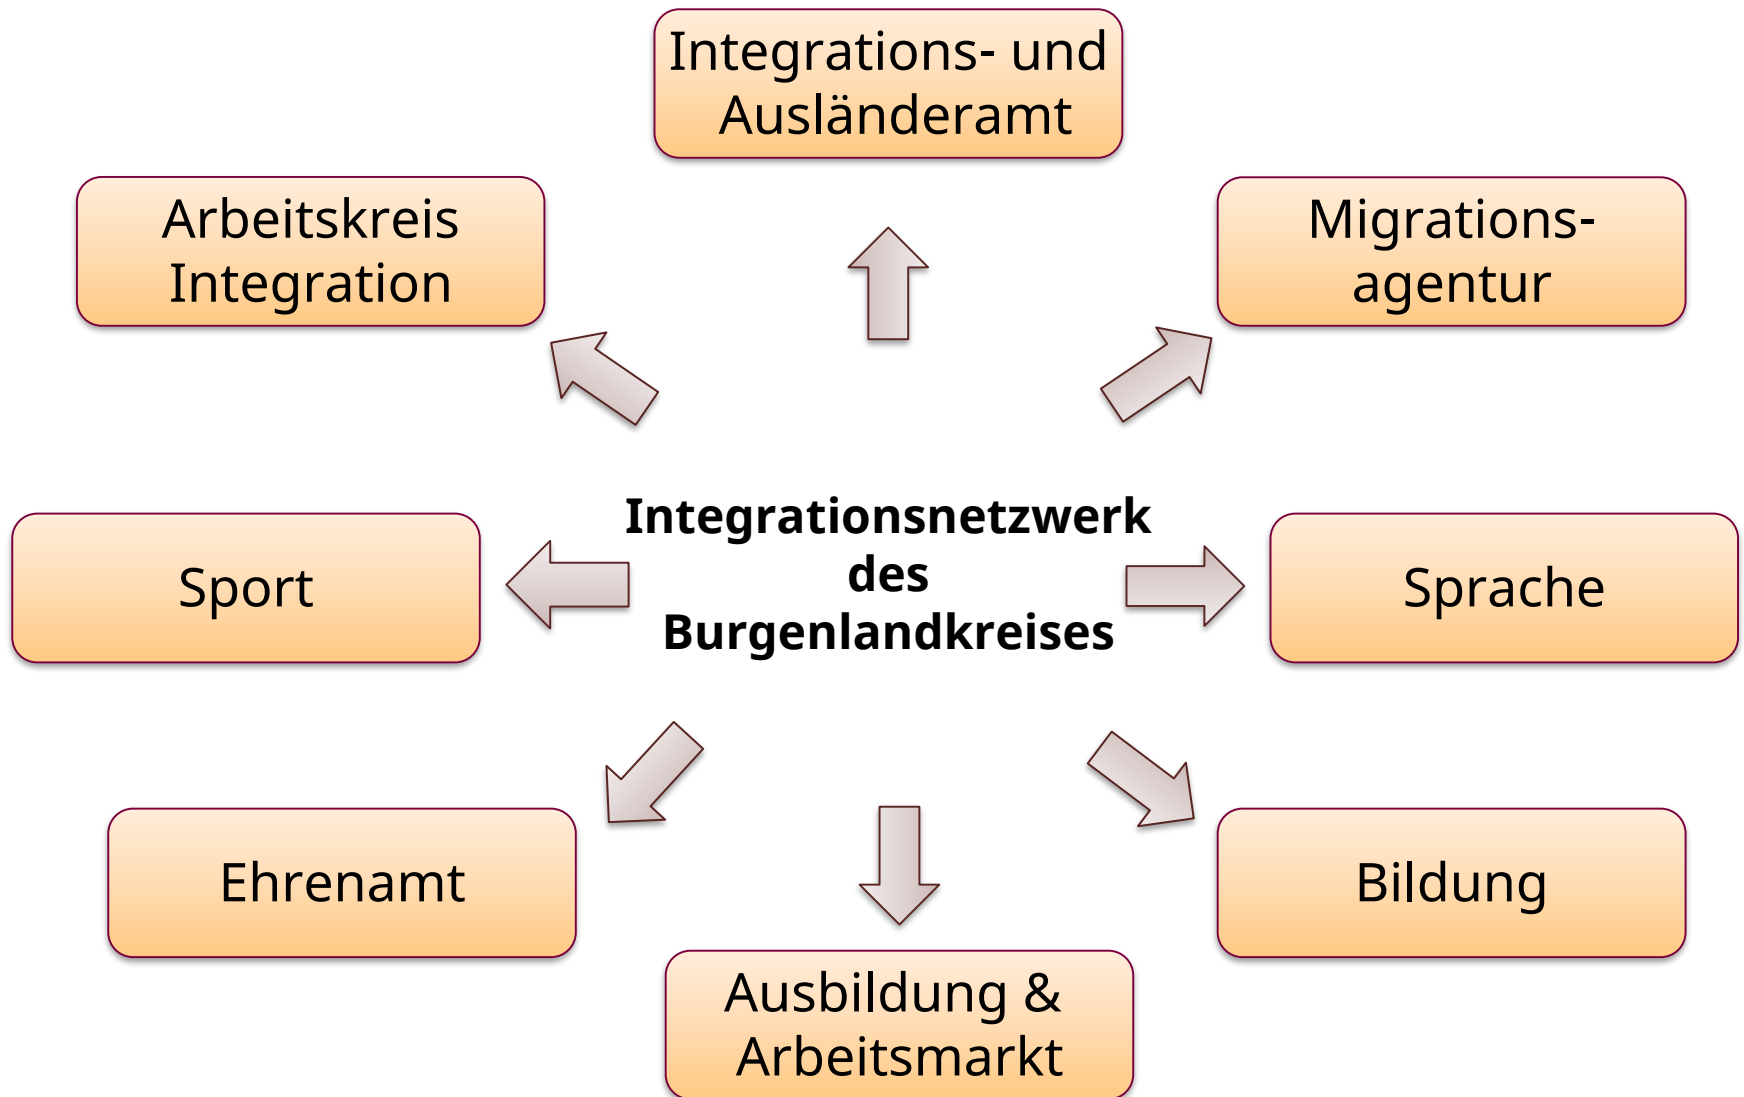 Integrations- und
Ausländeramt
Arbeitskreis
Integration
Migrations-
agentur
Integrationsnetzwerk
des
Burgenlandkreises
Sport
Sprache
Ehrenamt
Bildung
Ausbildung &
Arbeitsmarkt